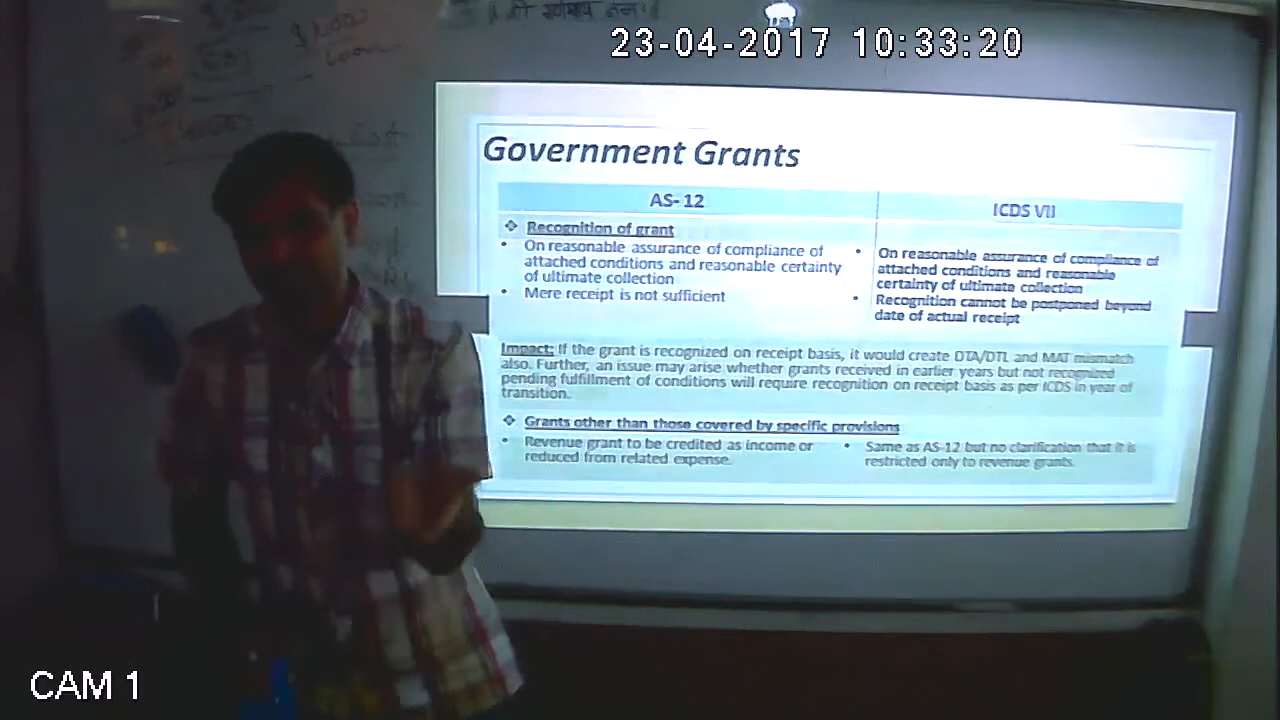 23-04-2017 10:33:20
Government Grants
AS-12
ICDS VII
❖ Recognition of grant
• On reasonable assurance of compliance of
attached conditions and reasonable certainty
of ultimate collection
• Mere receipt is not sufficient
• On reasonable assurance of compliance of
attached conditions and reasonable
certainty of ultimate collection
• Recognition cannot be postponed beyond
date of actual receipt
Impact: If the grant is recognized on receipt basis, it would create DTA/DTL and MAT mismatch
also. Further, an issue may arise whether grants received in earlier years but not recognized
pending fulfillment of conditions will require recognition on receipt basis as per ICDS in year of
transition.
❖ Grants other than those covered by specific provisions
• Revenue grant to be credited as income or
reduced from related expense.
• Same as AS-12 but no clarification that it is
restricted only to revenue grants.
CAM 1